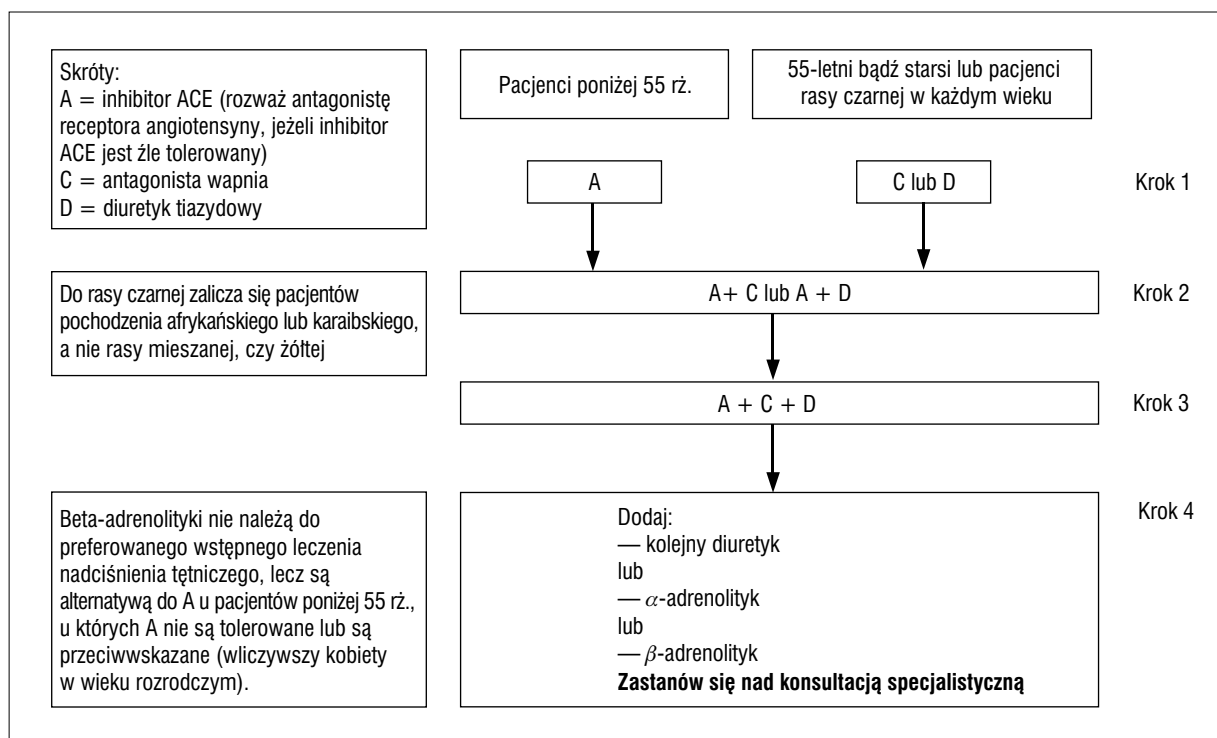 Skróty:
A = inhibitor ACE (rozważ antagonistę
receptora angiotensyny, jeżeli inhibitor
ACE jest źle tolerowany)
C = antagonista wapnia
D = diuretyk tiazydowy
Pacjenci poniżej 55 rż.
55-letni bądź starsi lub pacjenci
rasy czarnej w każdym wieku
A
C lub D
Krok 1
Do rasy czarnej zalicza się pacjentów
pochodzenia afrykańskiego lub karaibskiego,
a nie rasy mieszanej, czy żółtej
A+ C lub A + D
Krok 2
A + C + D
Krok 3
Beta-adrenolityki nie należą do
preferowanego wstępnego leczenia
nadciśnienia tętniczego, lecz są
alternatywą do A u pacjentów poniżej 55 rż.,
u których A nie są tolerowane lub są
przeciwwskazane (wliczywszy kobiety
w wieku rozrodczym).
Dodaj:
— kolejny diuretyk
lub
— α-adrenolityk
lub
— β-adrenolityk
Zastanów się nad konsultacją specjalistyczną
Krok 4